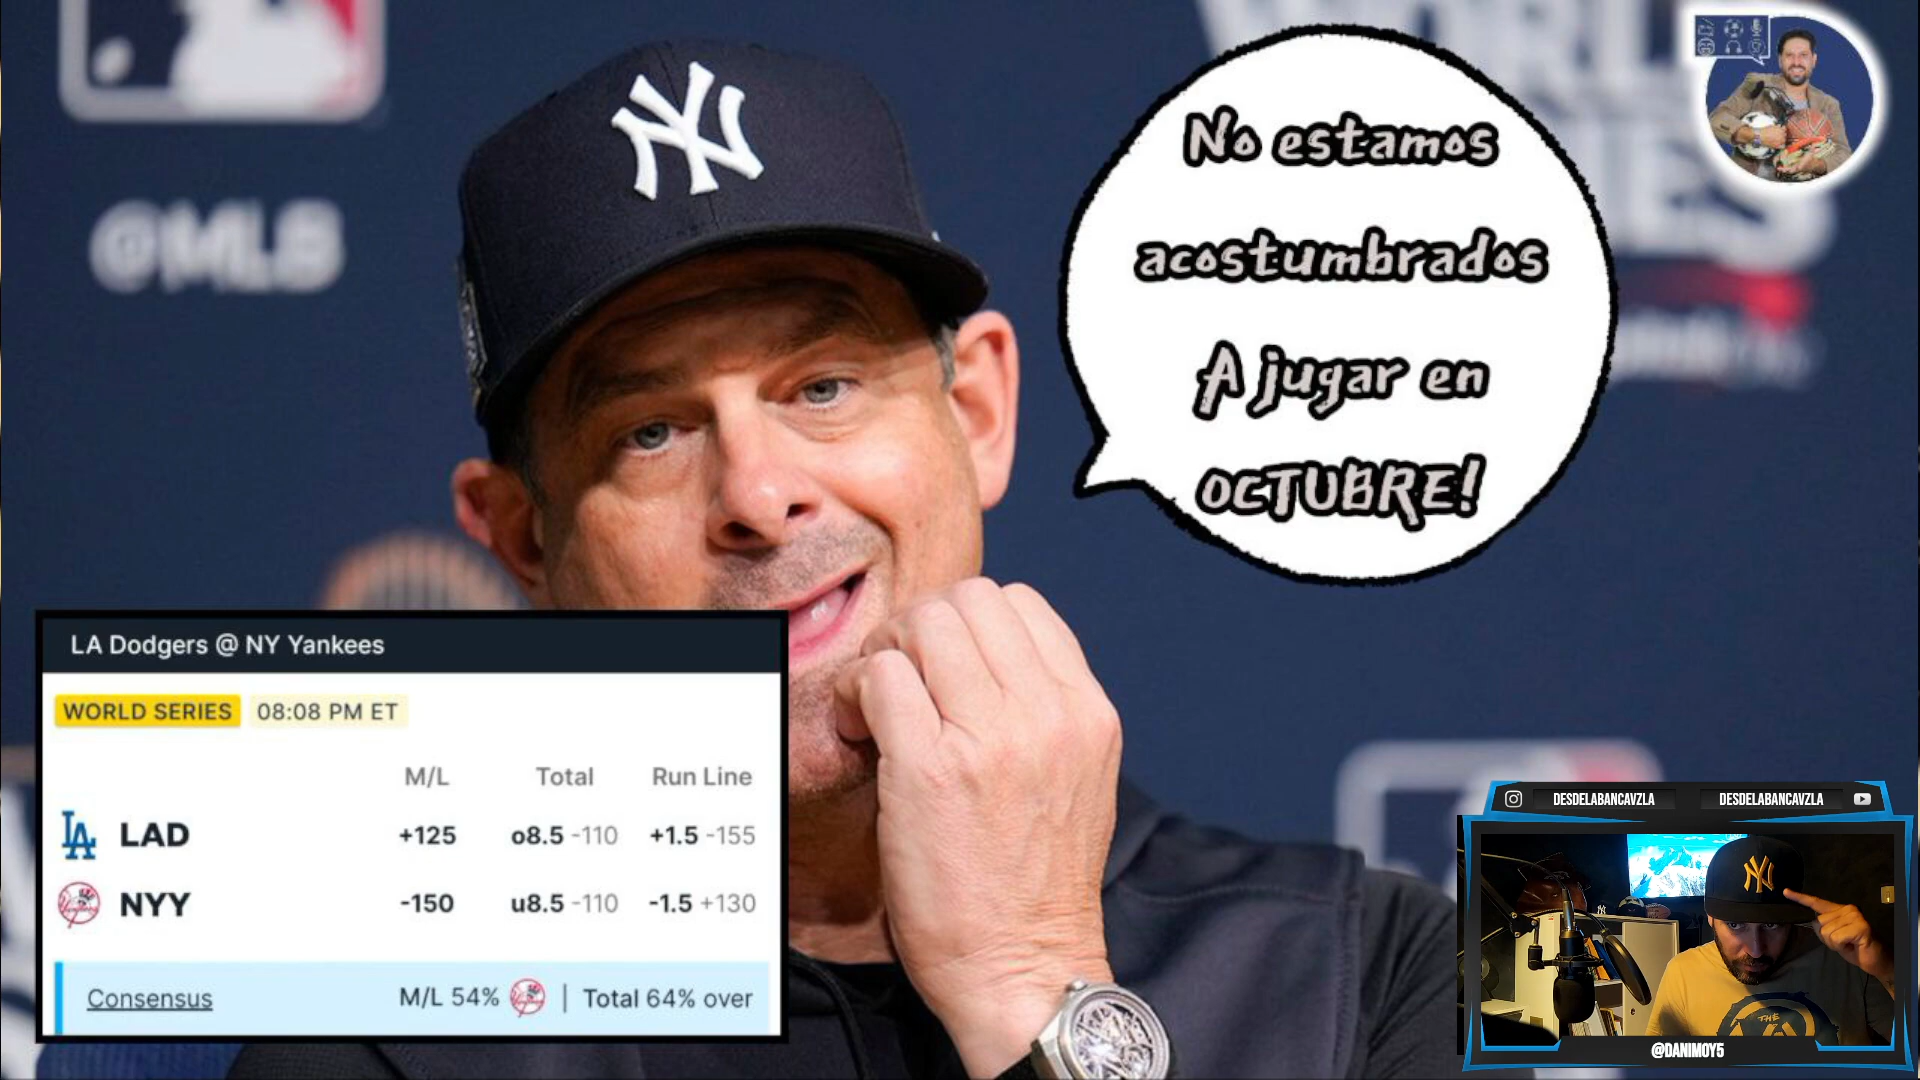 @MLB
No estamos
acostumbrados
A jugar en
OCTUBRE!
LA Dodgers @ NY Yankees
WORLD SERIES 08:08 PM ET
M/L Total Run Line
LA LAD +125 o8.5 -110 +1.5 -155
NYY -150 u8.5 -110 -1.5 +130
Consensus M/L 54% | Total 64% over
DESDELABANCAVZLA DESDELABANCAVZLA
NY
THE
@DANIMOY5